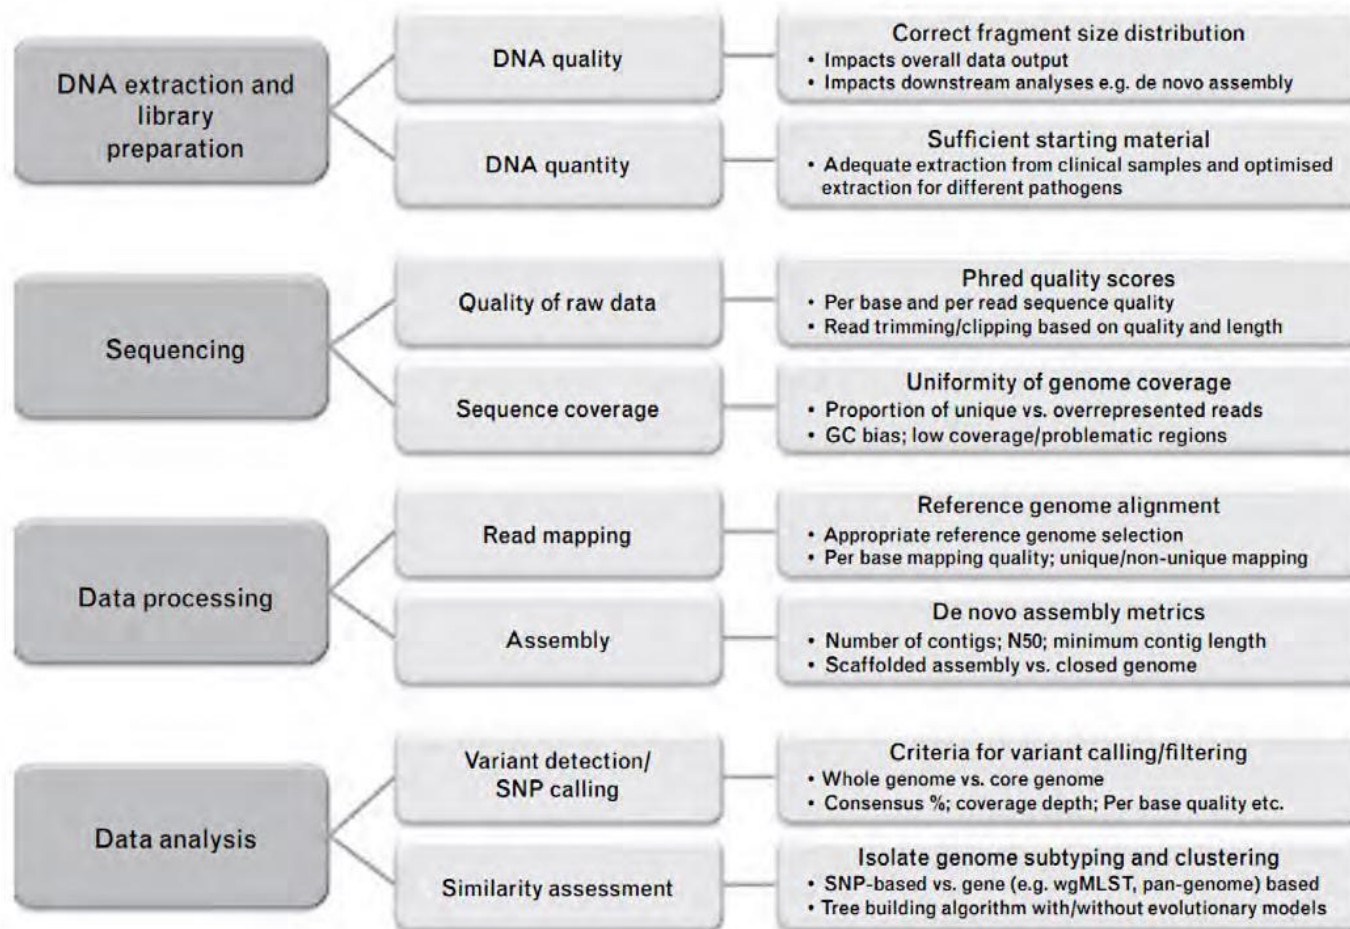 DNA extraction and
library
preparation
DNA quality
Correct fragment size distribution
• Impacts overall data output
• Impacts downstream analyses e.g. de novo assembly
DNA quantity
Sufficient starting material
• Adequate extraction from clinical samples and optimised
extraction for different pathogens
Sequencing
Quality of raw data
Phred quality scores
• Per base and per read sequence quality
• Read trimming/clipping based on quality and length
Sequence coverage
Uniformity of genome coverage
• Proportion of unique vs. overrepresented reads
• GC bias; low coverage/problematic regions
Data processing
Read mapping
Reference genome alignment
• Appropriate reference genome selection
• Per base mapping quality; unique/non-unique mapping
Assembly
De novo assembly metrics
• Number of contigs; N50; minimum contig length
• Scaffolded assembly vs. closed genome
Data analysis
Variant detection/
SNP calling
Criteria for variant calling/filtering
• Whole genome vs. core genome
• Consensus %; coverage depth; Per base quality etc.
Similarity assessment
Isolate genome subtyping and clustering
• SNP-based vs. gene (e.g. wgMLST, pan-genome) based
• Tree building algorithm with/without evolutionary models